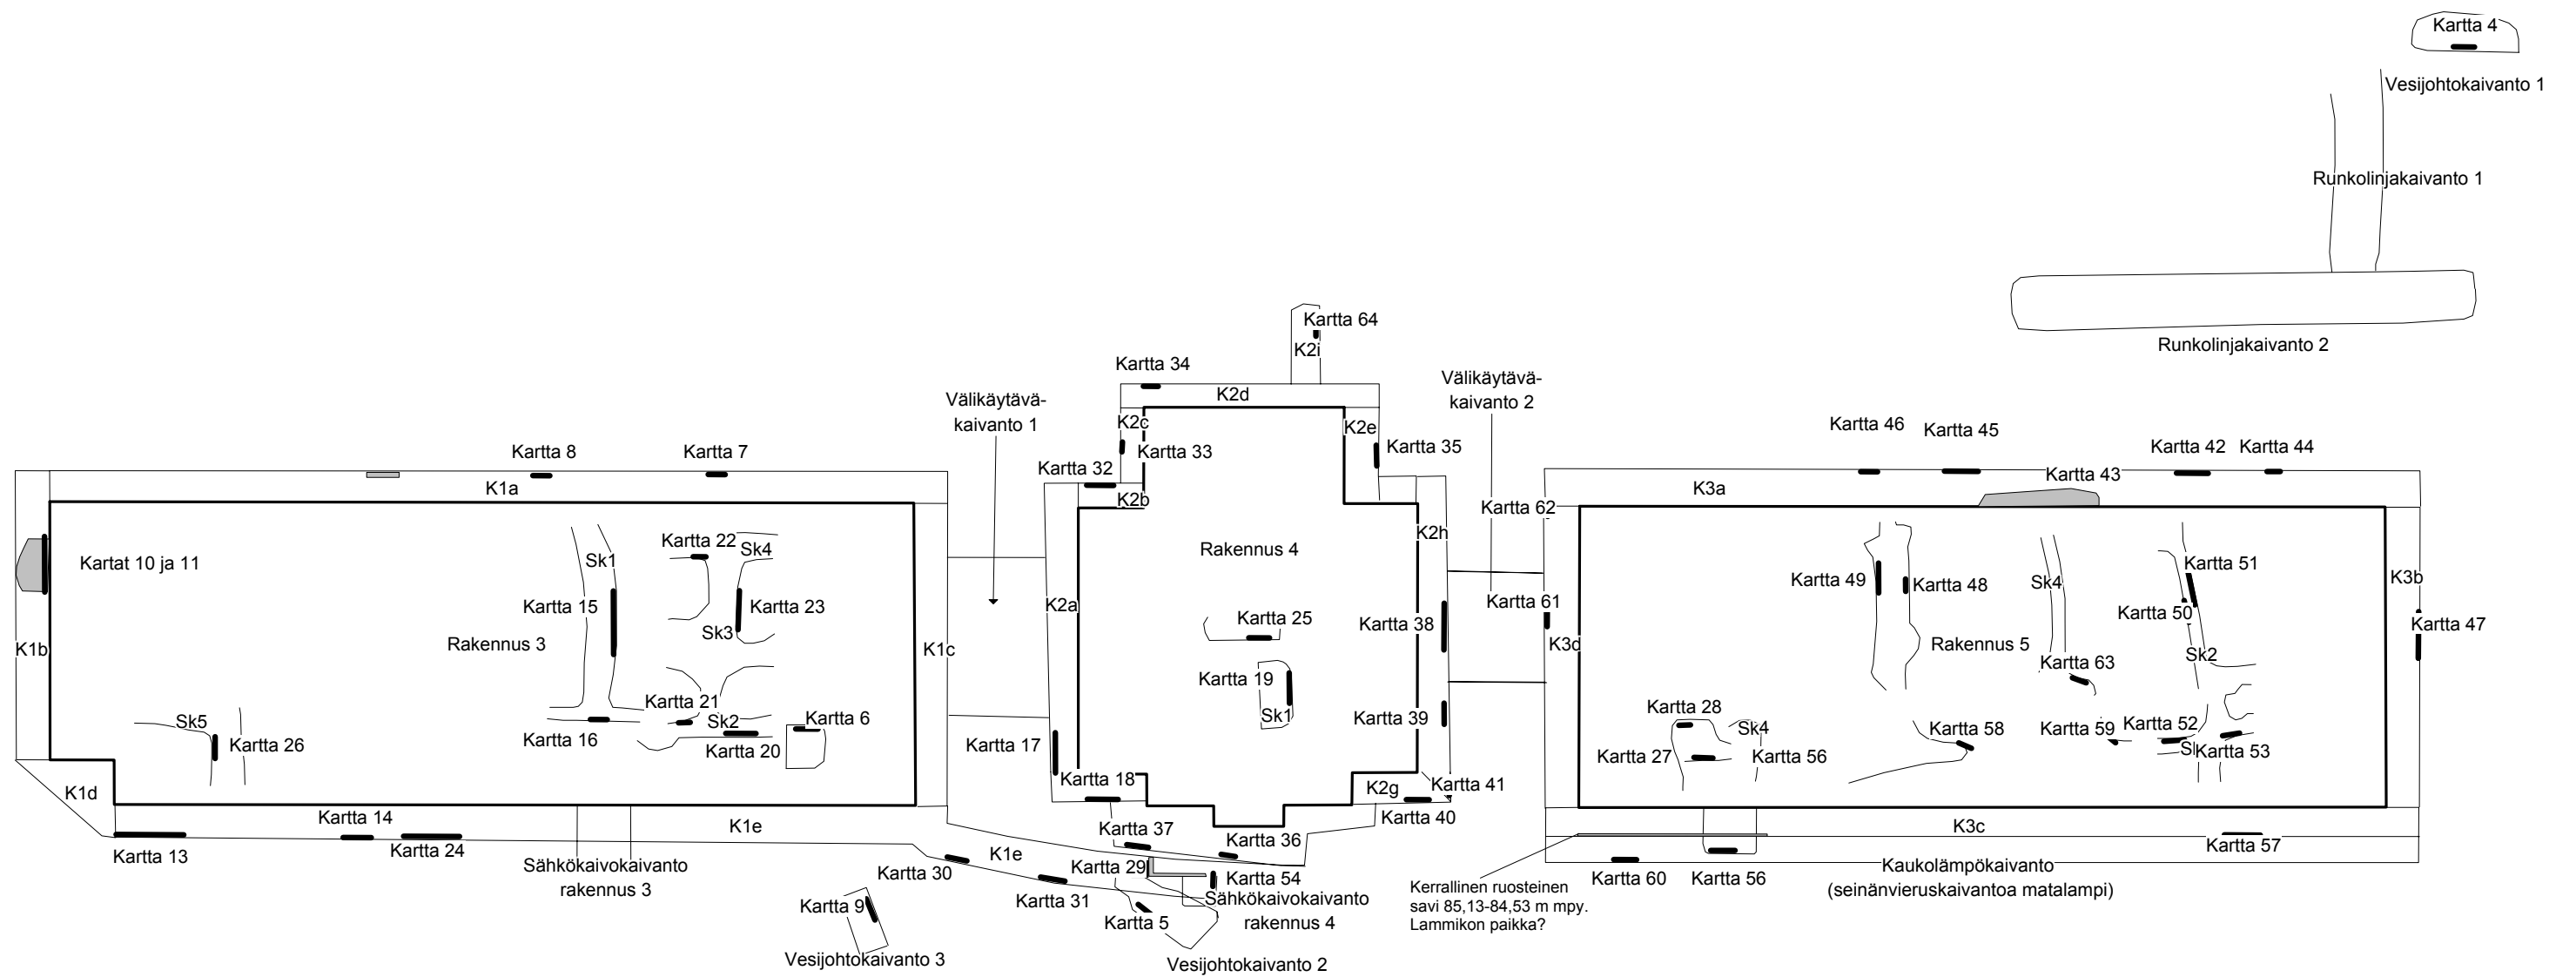 Kartta 4
Vesijohtokaivanto 1
Runkolinjakaivanto 1
Runkolinjakaivanto 2
Kartta 64
K2i
Kartta 34
K2d
Välikäytävä-
kaivanto 1
Välikäytävä-
kaivanto 2
K2c
K2e
Kartta 33
Kartta 35
Kartta 32
K2b
Kartta 8
Kartta 7
K1a
Kartta 46
Kartta 45
Kartta 42
Kartta 44
Kartta 43
K3a
Kartta 62
K2h
Kartat 10 ja 11
Sk1
Kartta 22
Sk4
Kartta 15
Kartta 23
Sk3
Rakennus 3
K1b
K1c
K2a
Rakennus 4
Kartta 25
Kartta 38
Kartta 19
Sk1
Kartta 39
Kartta 61
K3d
Kartta 49
Kartta 48
Sk4
Kartta 51
Kartta 50
K3b
Kartta 47
Rakennus 5
Kartta 63
Sk2
Kartta 21
Sk2
Kartta 6
Sk5
Kartta 26
Kartta 16
Kartta 20
Kartta 17
Kartta 18
Kartta 28
Sk4
Kartta 27
Kartta 56
Kartta 58
Kartta 59
Kartta 52
Kartta 53
K1d
K2g
Kartta 41
Kartta 40
Kartta 14
K1e
Kartta 13
Kartta 24
Sähkökaivokaivanto
rakennus 3
Kartta 37
Kartta 36
K1e
Kartta 30
Kartta 29
Kartta 54
Kartta 31
Sähkökaivokaivanto
rakennus 4
Kartta 9
Kartta 5
Vesijohtokaivanto 3
Vesijohtokaivanto 2
K3c
Kartta 57
Kartta 60
Kartta 56
Kaukolämpökaivanto
(seinänvieruskaivantoa matalampi)
Kerrallinen ruosteinen
savi 85,13-84,53 m mpy.
Lammikon paikka?